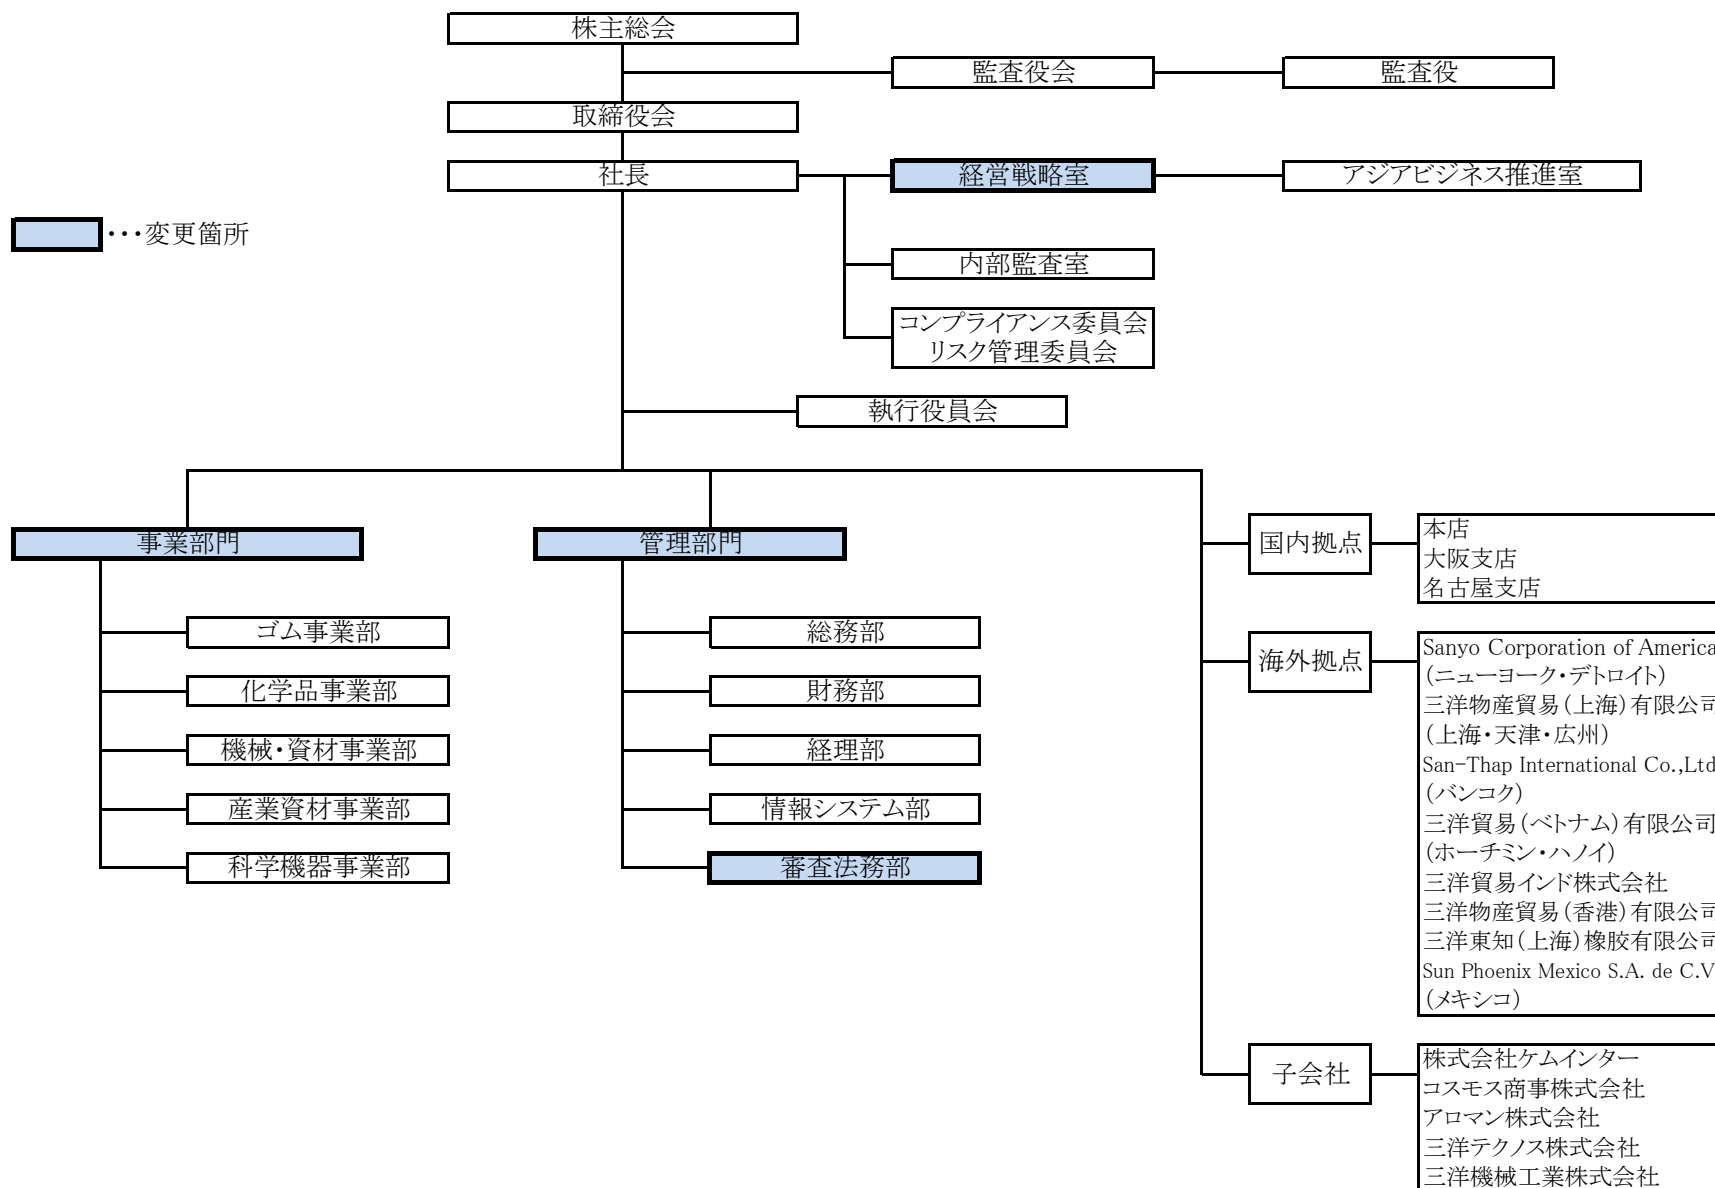 株主総会
監査役会
監査役
取締役会
社長
経営戦略室
アジアビジネス推進室
・・・変更箇所
内部監査室
コンプライアンス委員会
リスク管理委員会
執行役員会
事業部門
ゴム事業部
化学品事業部
機械・資材事業部
産業資材事業部
科学機器事業部
管理部門
総務部
財務部
経理部
情報システム部
審査法務部
国内拠点
本店
大阪支店
名古屋支店
海外拠点
Sanyo Corporation of America
(ニューヨーク・デトロイト)
三洋物産貿易(上海)有限公司
(上海・天津・広州)
San-Thap International Co.,Ltd
(バンコク)
三洋貿易(ベトナム)有限公司
(ホーチミン・ハノイ)
三洋貿易インド株式会社
三洋物産貿易(香港)有限公司
三洋東知(上海)橡胶有限公司
Sun Phoenix Mexico S.A. de C.V
(メキシコ)
子会社
株式会社ケムインター
コスモス商事株式会社
アロマン株式会社
三洋テクノス株式会社
三洋機械工業株式会社